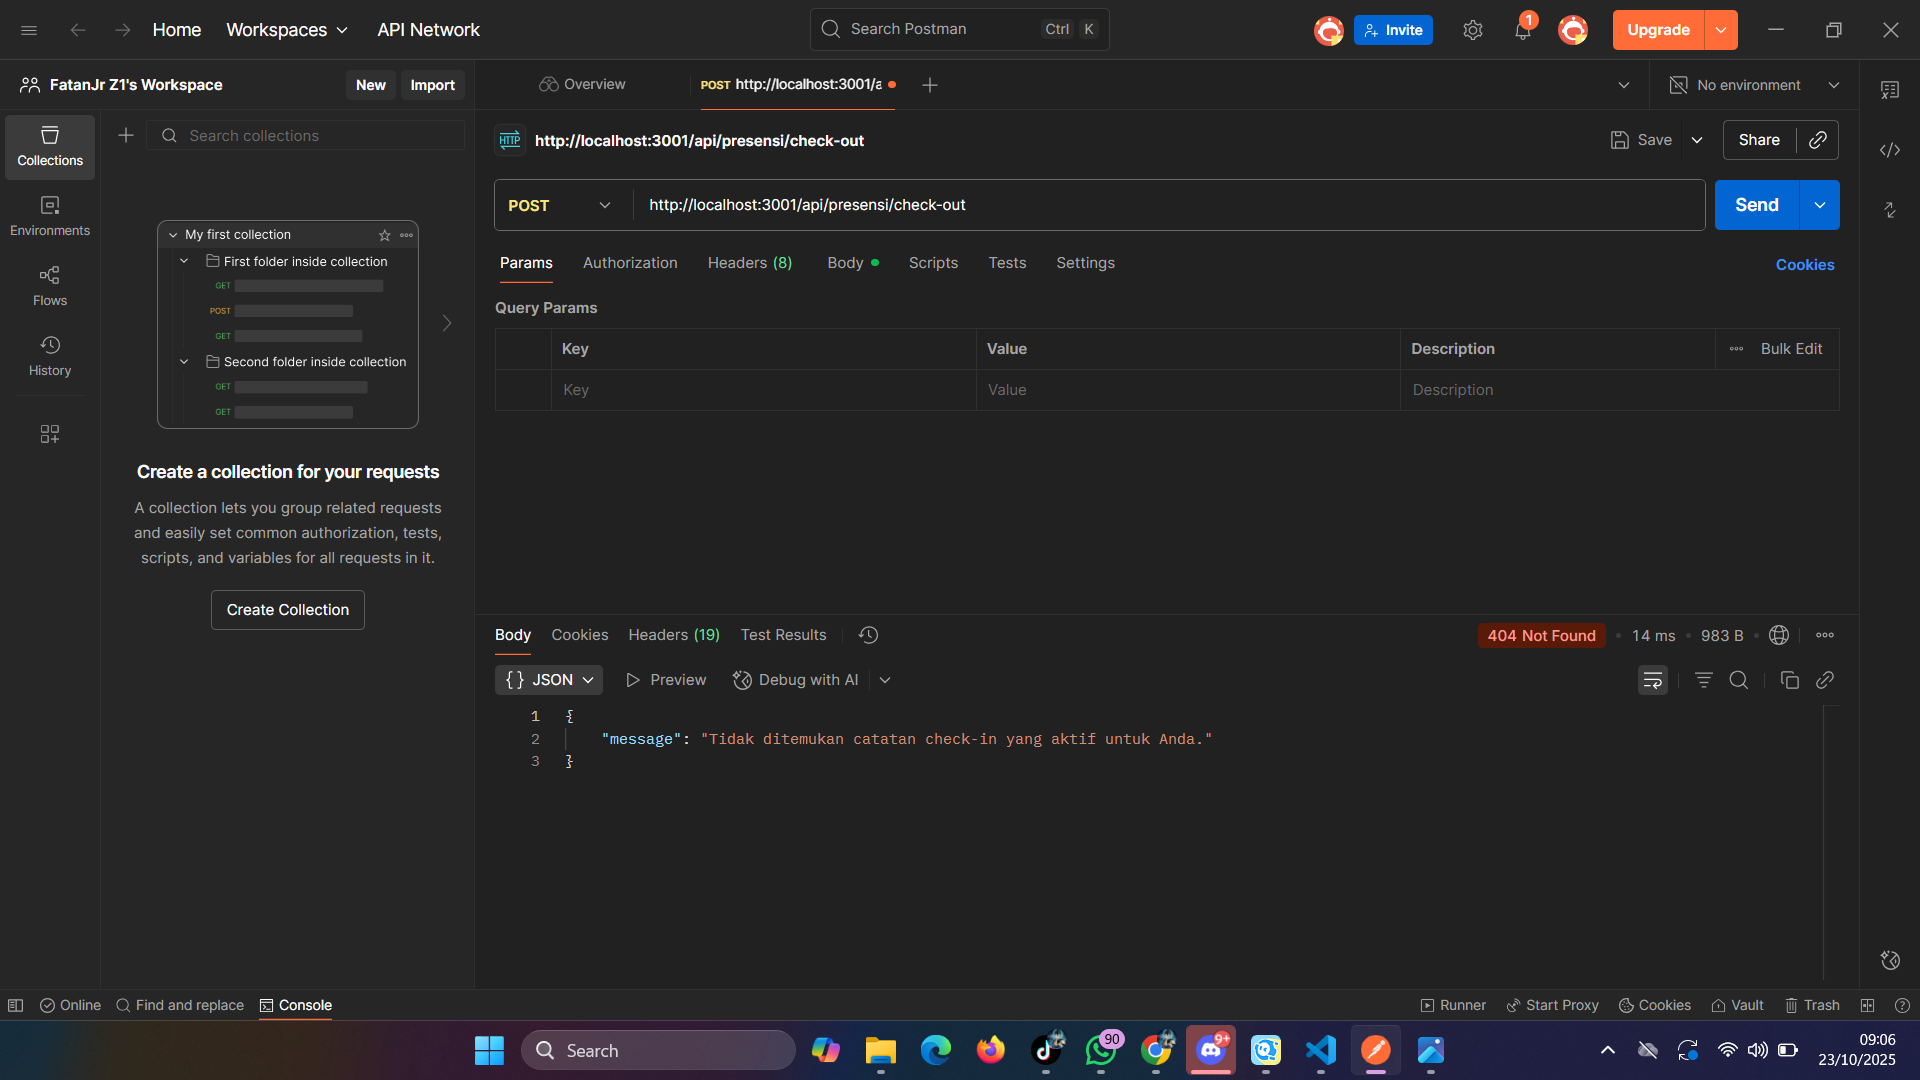 Home
Workspaces
API Network
Search Postman
Ctrl
K
Invite
1
Upgrade
FatanJr Z1's Workspace
New
Import
Overview
POST http://localhost:3001/a
No environment
Collections
Environments
Flows
History
Search collections
My first collection
First folder inside collection
GET
POST
GET
Second folder inside collection
GET
GET
Create a collection for your requests
A collection lets you group related requests
and easily set common authorization, tests,
scripts, and variables for all requests in it.
Create Collection
HTTP
http://localhost:3001/api/presensi/check-out
Save
Share
POST
http://localhost:3001/api/presensi/check-out
Send
Params
Authorization
Headers (8)
Body
Scripts
Tests
Settings
Cookies
Query Params
Key
Value
Description
Bulk Edit
Key
Value
Description
Body
Cookies
Headers (19)
Test Results
404 Not Found
14 ms
983 B
{} JSON
Preview
Debug with AI
1 {
2 "message": "Tidak ditemukan catatan check-in yang aktif untuk Anda."
3 }
Online
Find and replace
Console
Runner
Start Proxy
Cookies
Vault
Trash
Search
90
9+
09:06
23/10/2025